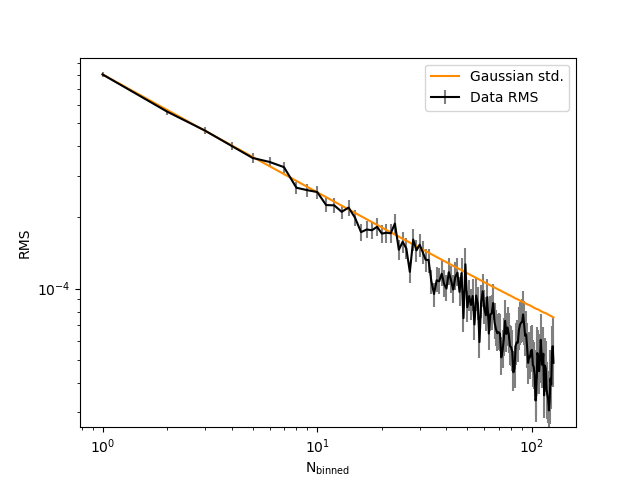 Gaussian std.
Data RMS
RMS
10⁻⁴
10⁰
10¹
10²
N_binned